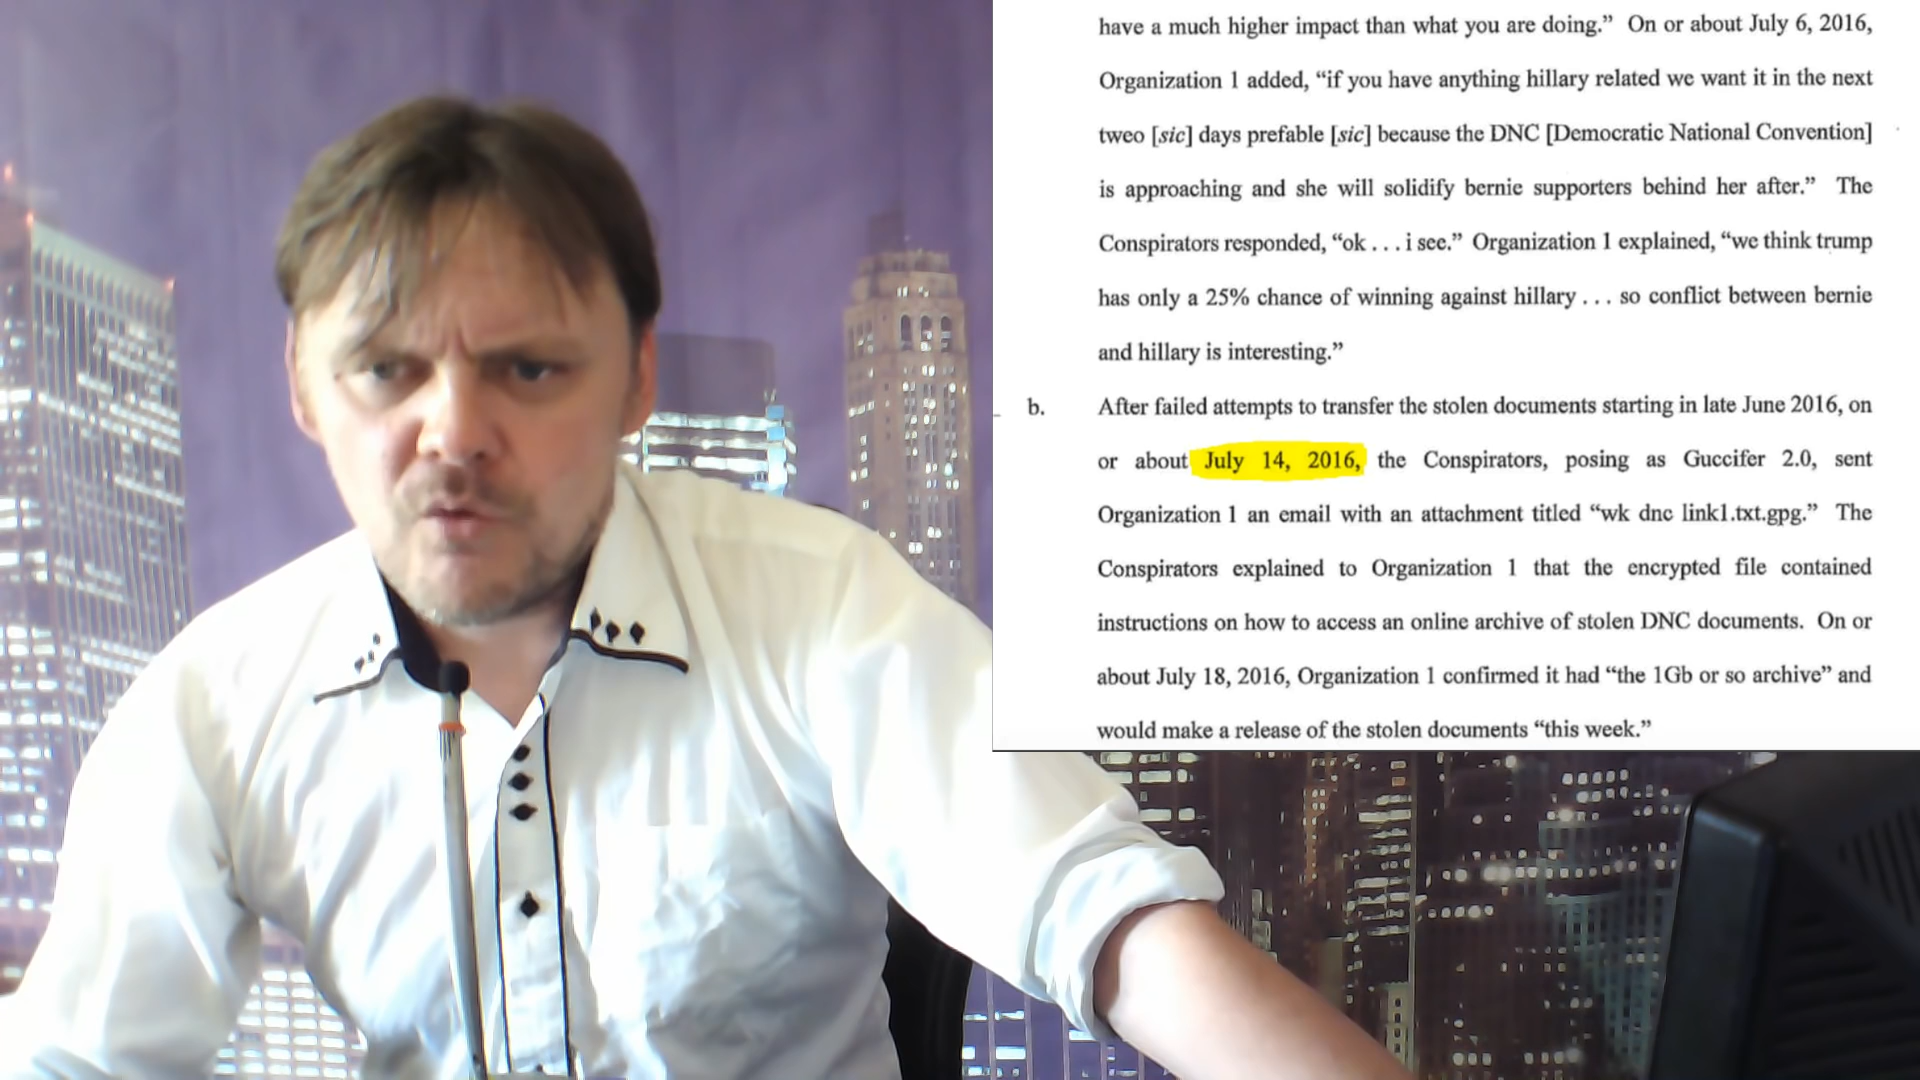 have a much higher impact than what you are doing.” On or about July 6, 2016,
Organization 1 added, “if you have anything hillary related we want it in the next
tweo [sic] days prefable [sic] because the DNC [Democratic National Convention]
is approaching and she will solidify bernie supporters behind her after.” The
Conspirators responded, “ok . . . i see.” Organization 1 explained, “we think trump
has only a 25% chance of winning against hillary . . . so conflict between bernie
and hillary is interesting.”
b. After failed attempts to transfer the stolen documents starting in late June 2016, on
or about July 14, 2016, the Conspirators, posing as Guccifer 2.0, sent
Organization 1 an email with an attachment titled “wk dnc link1.txt.gpg.” The
Conspirators explained to Organization 1 that the encrypted file contained
instructions on how to access an online archive of stolen DNC documents. On or
about July 18, 2016, Organization 1 confirmed it had “the 1Gb or so archive” and
would make a release of the stolen documents “this week.”